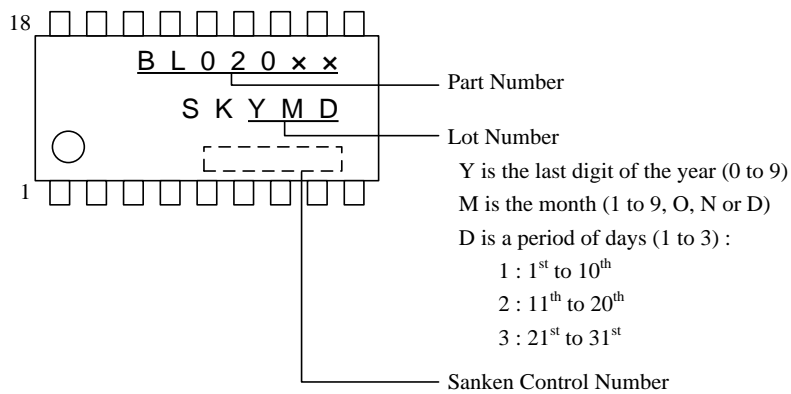 18
B L 0 2 0 × ×
Part Number
S K Y M D
Lot Number
Y is the last digit of the year (0 to 9)
M is the month (1 to 9, O, N or D)
D is a period of days (1 to 3) :
1 : 1st to 10th
2 : 11th to 20th
3 : 21st to 31st
1
Sanken Control Number